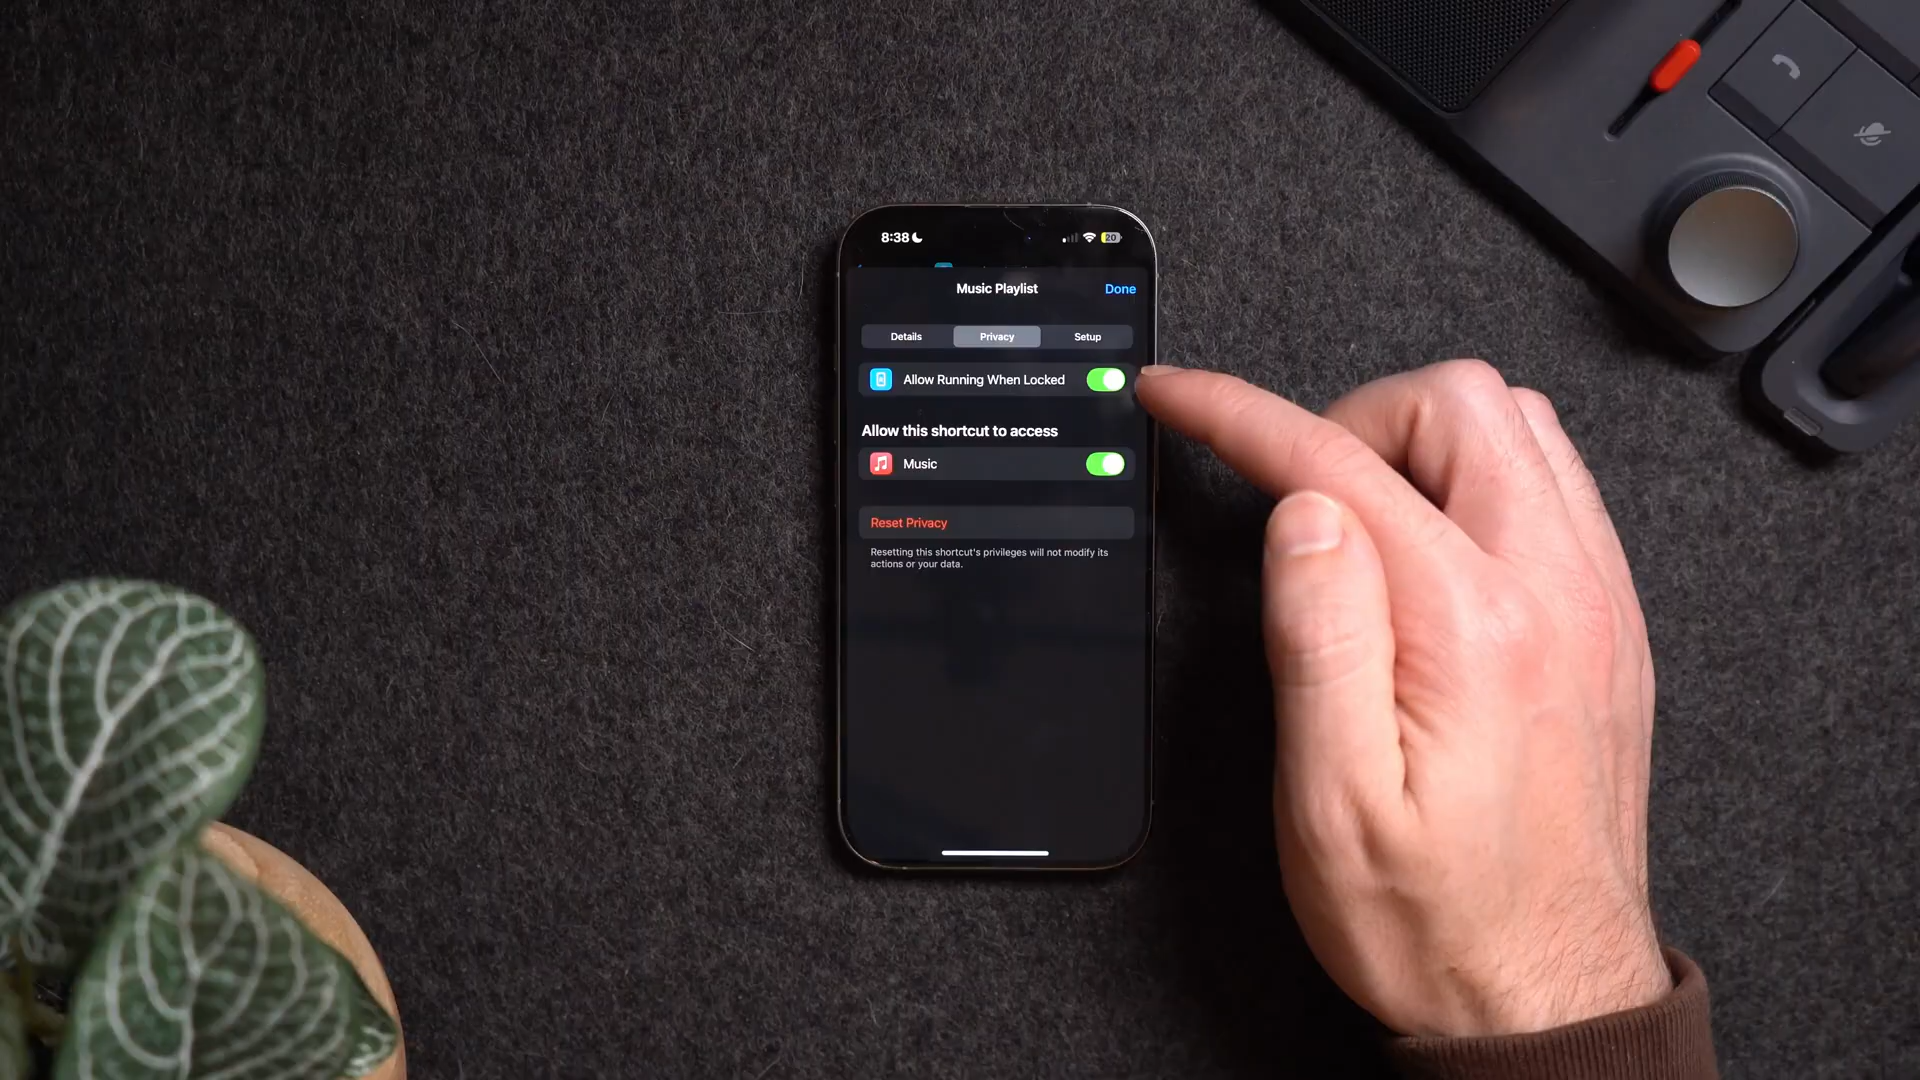 8:38
20
Music Playlist
Done
Details
Privacy
Setup
Allow Running When Locked
Allow this shortcut to access
Music
Reset Privacy
Resetting this shortcut's privileges will not modify its
actions or your data.